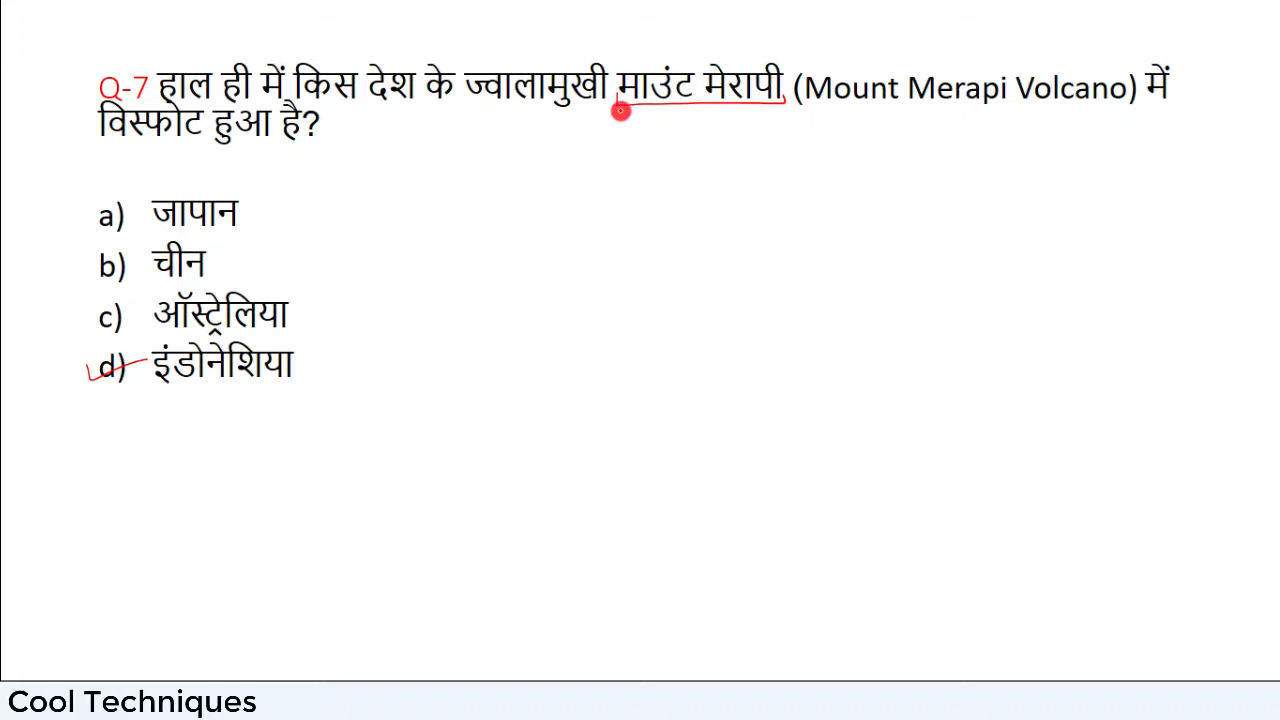 Q-7 हाल ही में किस देश के ज्वालामुखी माउंट मेरापी (Mount Merapi Volcano) में
विस्फोट हुआ है?
a) जापान
b) चीन
c) ऑस्ट्रेलिया
d) इंडोनेशिया
Cool Techniques